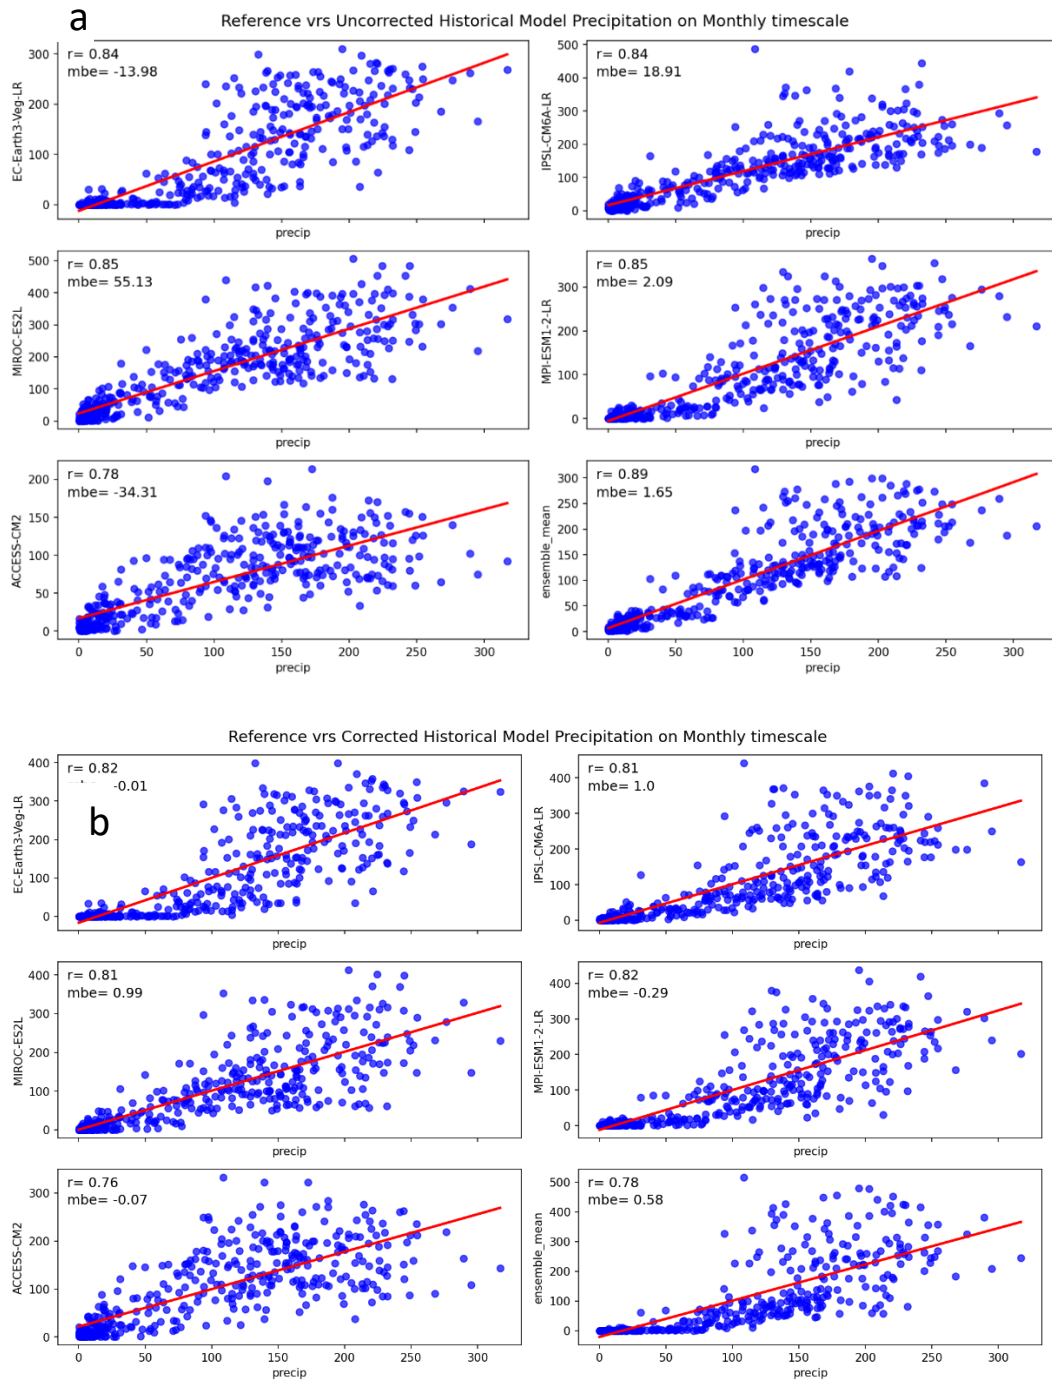 a
Reference vrs Uncorrected Historical Model Precipitation on Monthly timescale
r= 0.84
mbe= -13.98
EC-Earth3-Veg-LR
300
200
100
0
precip
r= 0.84
mbe= 18.91
IPSL-CM6A-LR
500
400
300
200
100
0
precip
r= 0.85
mbe= 55.13
MIROC-ES2L
500
400
300
200
100
0
precip
r= 0.85
mbe= 2.09
MPI-ESM1-2-LR
300
200
100
0
precip
r= 0.78
mbe= -34.31
ACCESS-CM2
200
150
100
50
0
0 50 100 150 200 250 300
precip
r= 0.89
mbe= 1.65
ensemble_mean
300
250
200
150
100
50
0
0 50 100 150 200 250 300
precip
Reference vrs Corrected Historical Model Precipitation on Monthly timescale
r= 0.82
-0.01
b
EC-Earth3-Veg-LR
400
300
200
100
0
precip
r= 0.81
mbe= 1.0
IPSL-CM6A-LR
400
300
200
100
0
precip
r= 0.81
mbe= 0.99
MIROC-ES2L
400
300
200
100
0
precip
r= 0.82
mbe= -0.29
MPI-ESM1-2-LR
400
300
200
100
0
precip
r= 0.76
mbe= -0.07
ACCESS-CM2
300
200
100
0
0 50 100 150 200 250 300
precip
r= 0.78
mbe= 0.58
ensemble_mean
500
400
300
200
100
0
0 50 100 150 200 250 300
precip